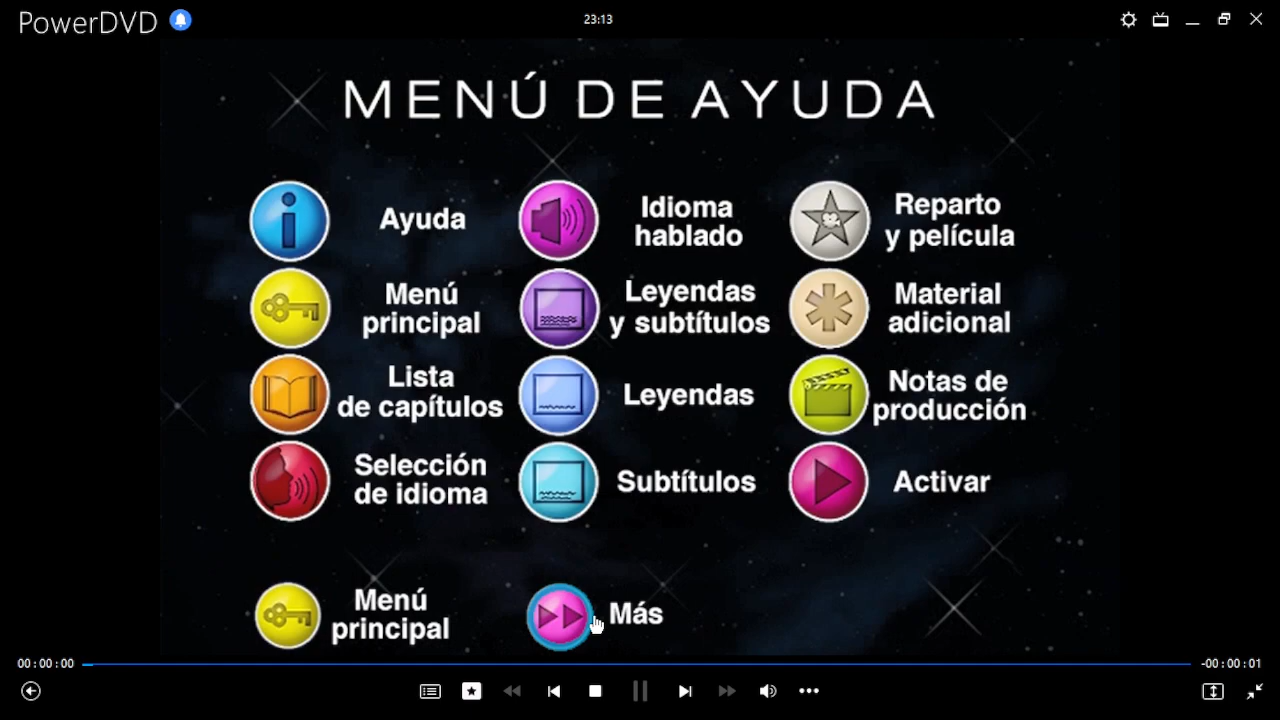 PowerDVD
23:13
MENÚ DE AYUDA
Ayuda
Idioma
hablado
Reparto
y película
Menú
principal
Leyendas
y subtítulos
Material
adicional
Lista
de capítulos
Leyendas
Notas de
producción
Selección
de idioma
Subtítulos
Activar
Menú
principal
Más
00:00:00
-00:00:01